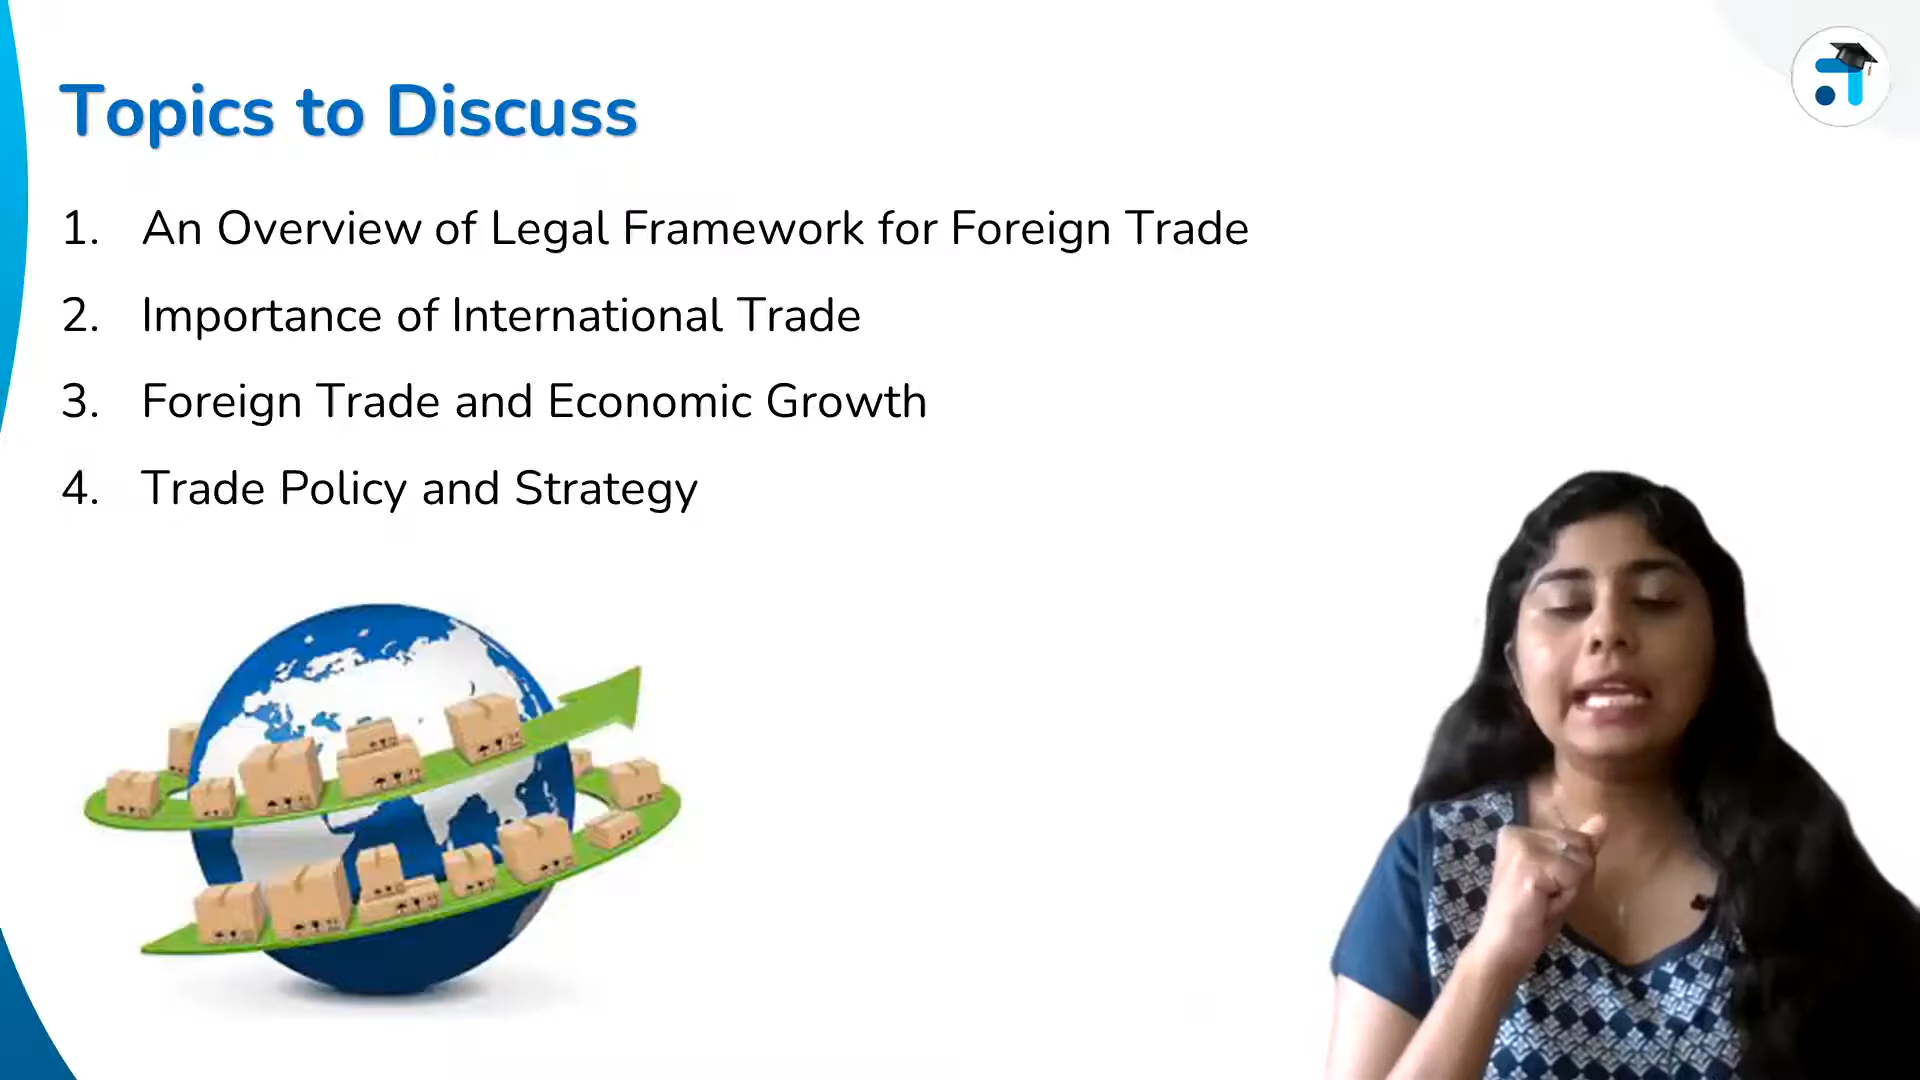 Topics to Discuss
1. An Overview of Legal Framework for Foreign Trade
2. Importance of International Trade
3. Foreign Trade and Economic Growth
4. Trade Policy and Strategy